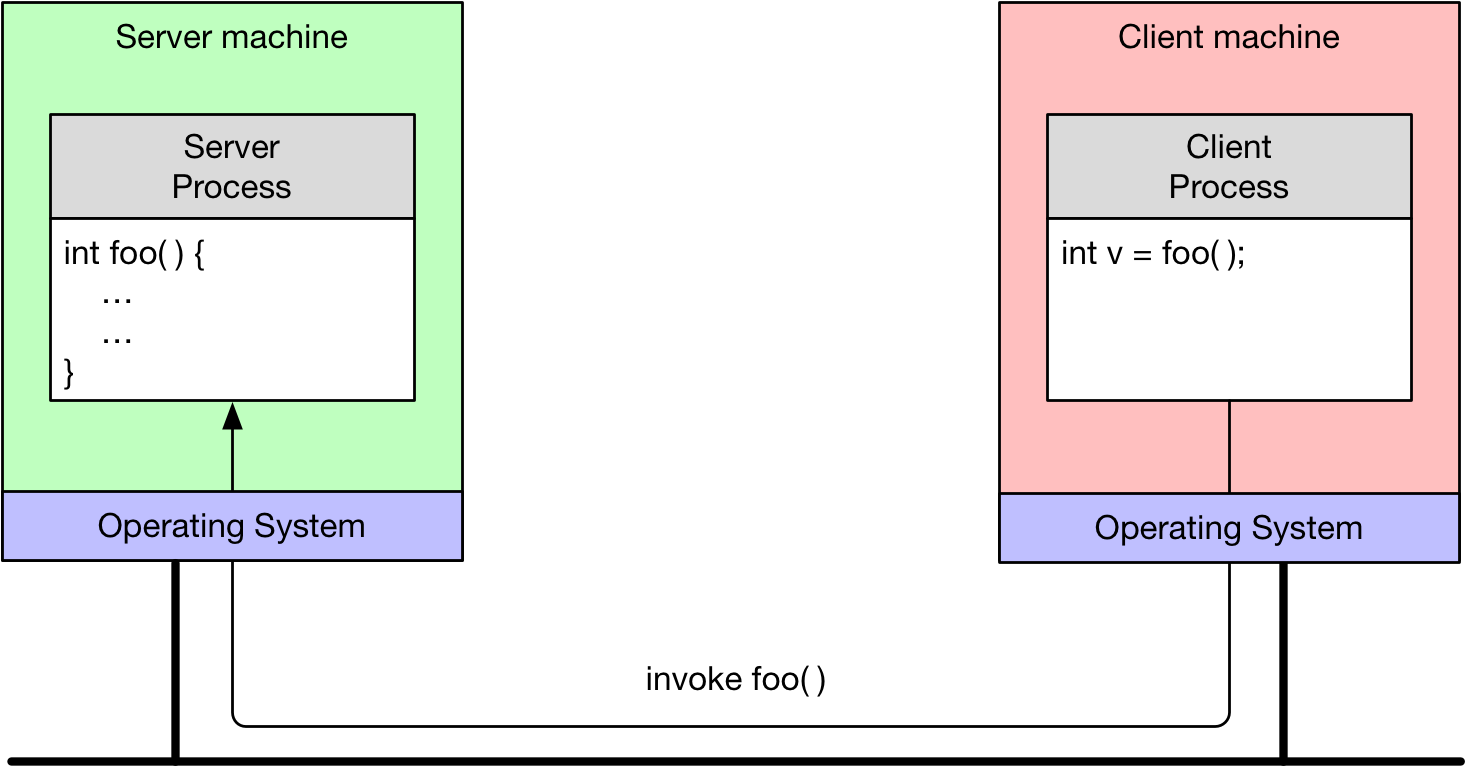 Server machine
Server
Process
int foo( ) {
...
...
}
Operating System
Client machine
Client
Process
int v = foo( );
Operating System
invoke foo( )